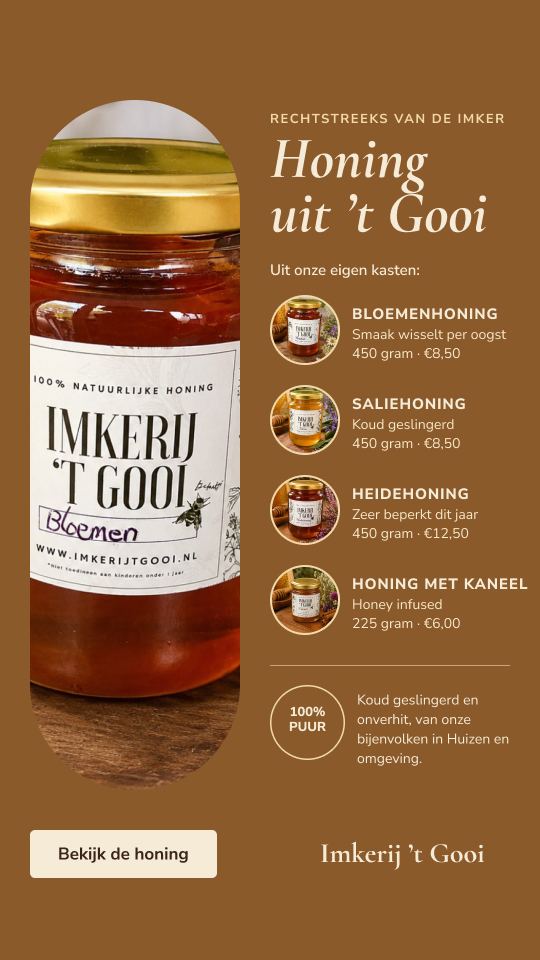 RECHTSTREEKS VAN DE IMKER
Honing
uit ’t Gooi
Uit onze eigen kasten:
BLOEMENHONING
Smaak wisselt per oogst
450 gram · €8,50
SALIEHONING
Koud geslingerd
450 gram · €8,50
HEIDEHONING
Zeer beperkt dit jaar
450 gram · €12,50
HONING MET KANEEL
Honey infused
225 gram · €6,00
100%
PUUR
Koud geslingerd en
onverhit, van onze
bijenvolken in Huizen en
omgeving.
100% NATUURLIJKE HONING
IMKERIJ
‘T GOOI
Bloemen
WWW.IMKERIJTGOOI.NL
Bekijk de honing
Imkerij ’t Gooi